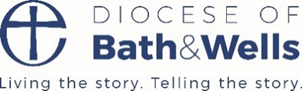 DIOCESE OF
Bath&Wells
Living the story. Telling the story.